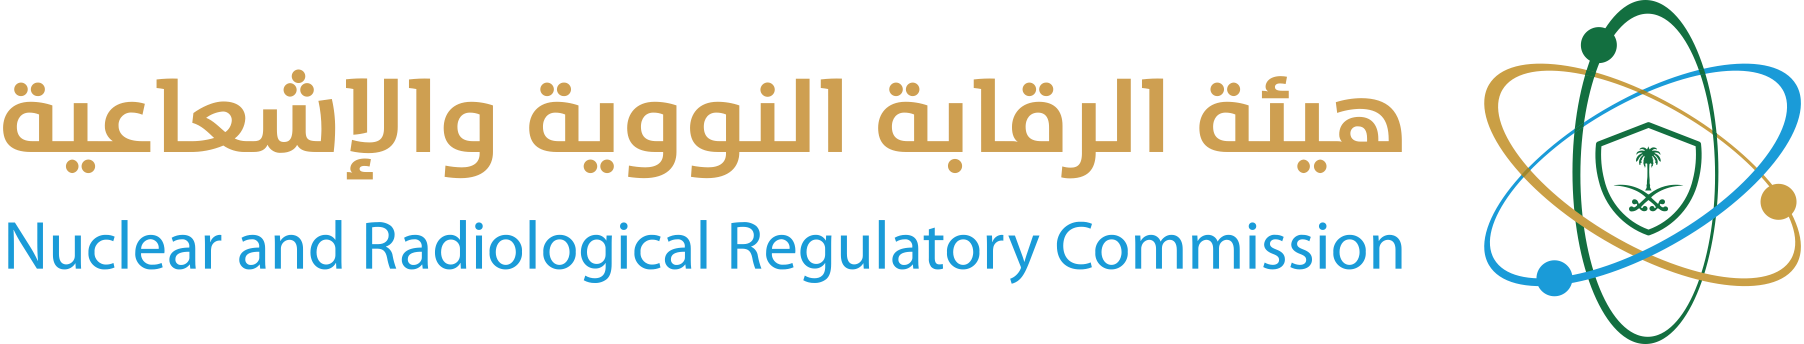 هيئة الرقابة النووية والإشعاعية
Nuclear and Radiological Regulatory Commission